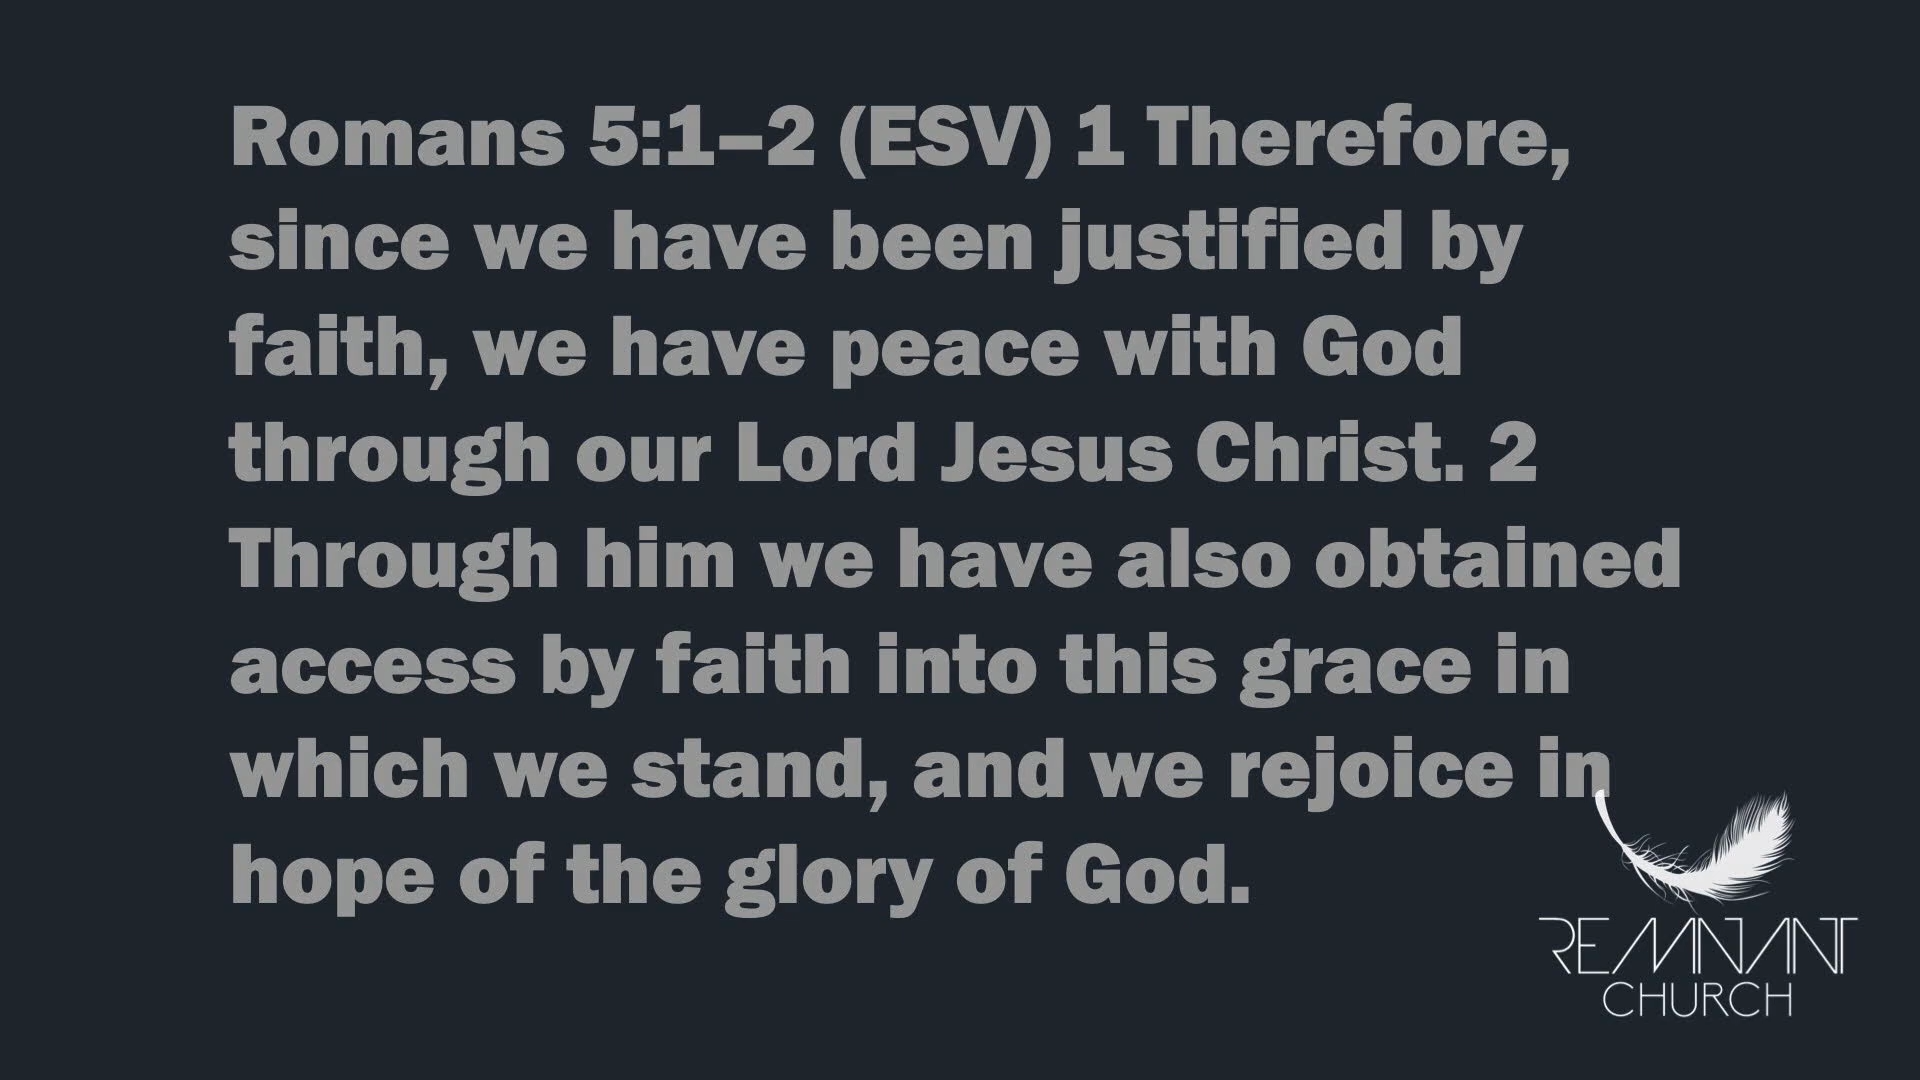 Romans 5:1–2 (ESV) 1 Therefore,
since we have been justified by
faith, we have peace with God
through our Lord Jesus Christ. 2
Through him we have also obtained
access by faith into this grace in
which we stand, and we rejoice in
hope of the glory of God.
REMNANT
CHURCH